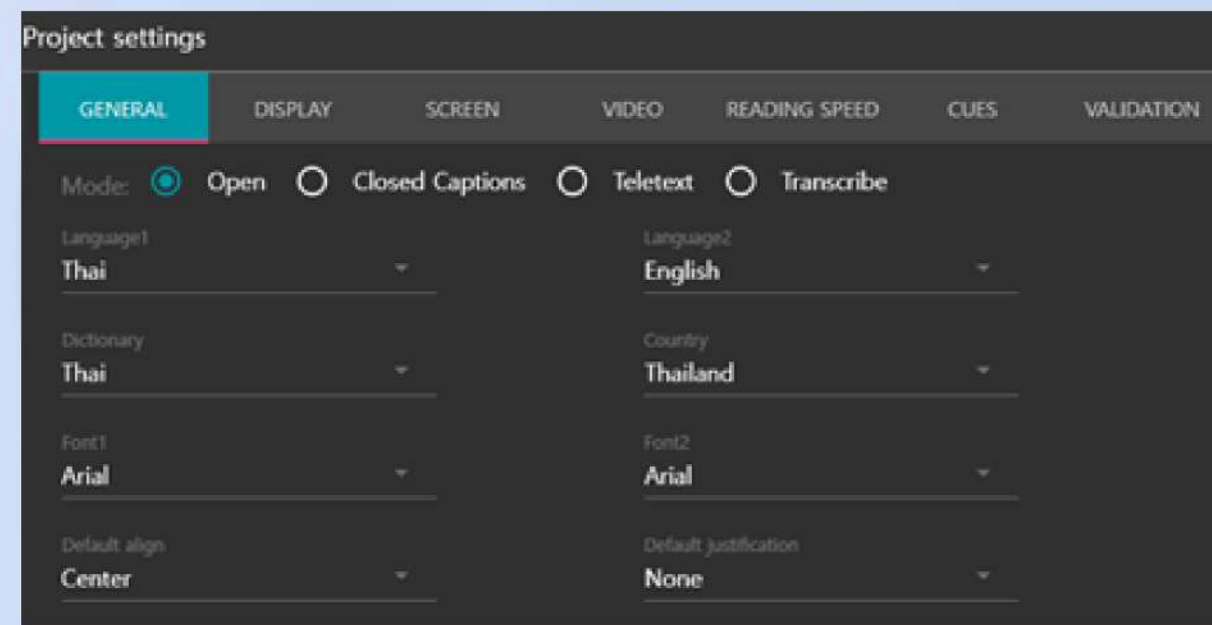 Project settings
GENERAL DISPLAY SCREEN VIDEO READING SPEED CUES VALIDATION
Mode: Open Closed Captions Teletext Transcribe
Language1 Language2
Thai English
Dictionary Country
Thai Thailand
Font1 Font2
Arial Arial
Default align Default justification
Center None